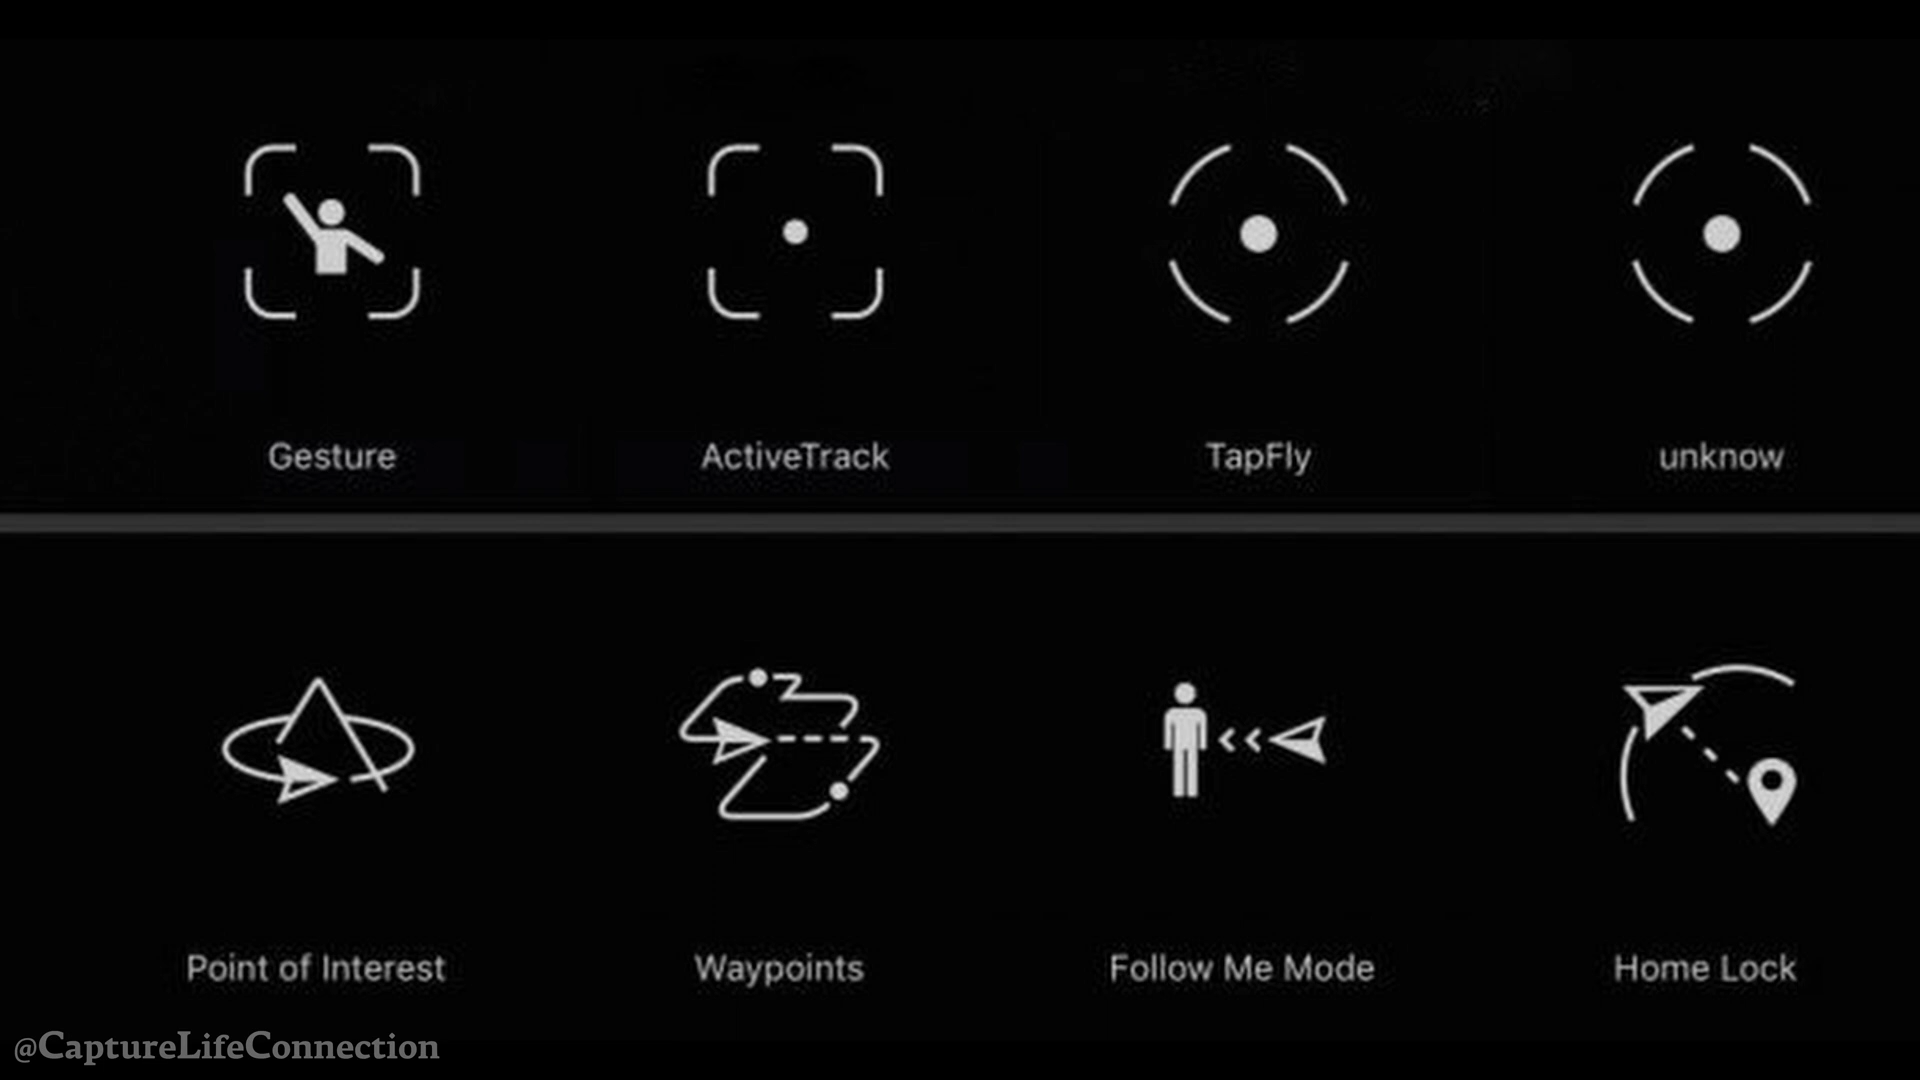 Gesture
ActiveTrack
TapFly
unknow
Point of Interest
Waypoints
Follow Me Mode
Home Lock
@CaptureLifeConnection